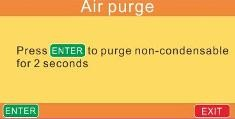 Air purge
Press ENTER to purge non-condensable
for 2 seconds
ENTER EXIT